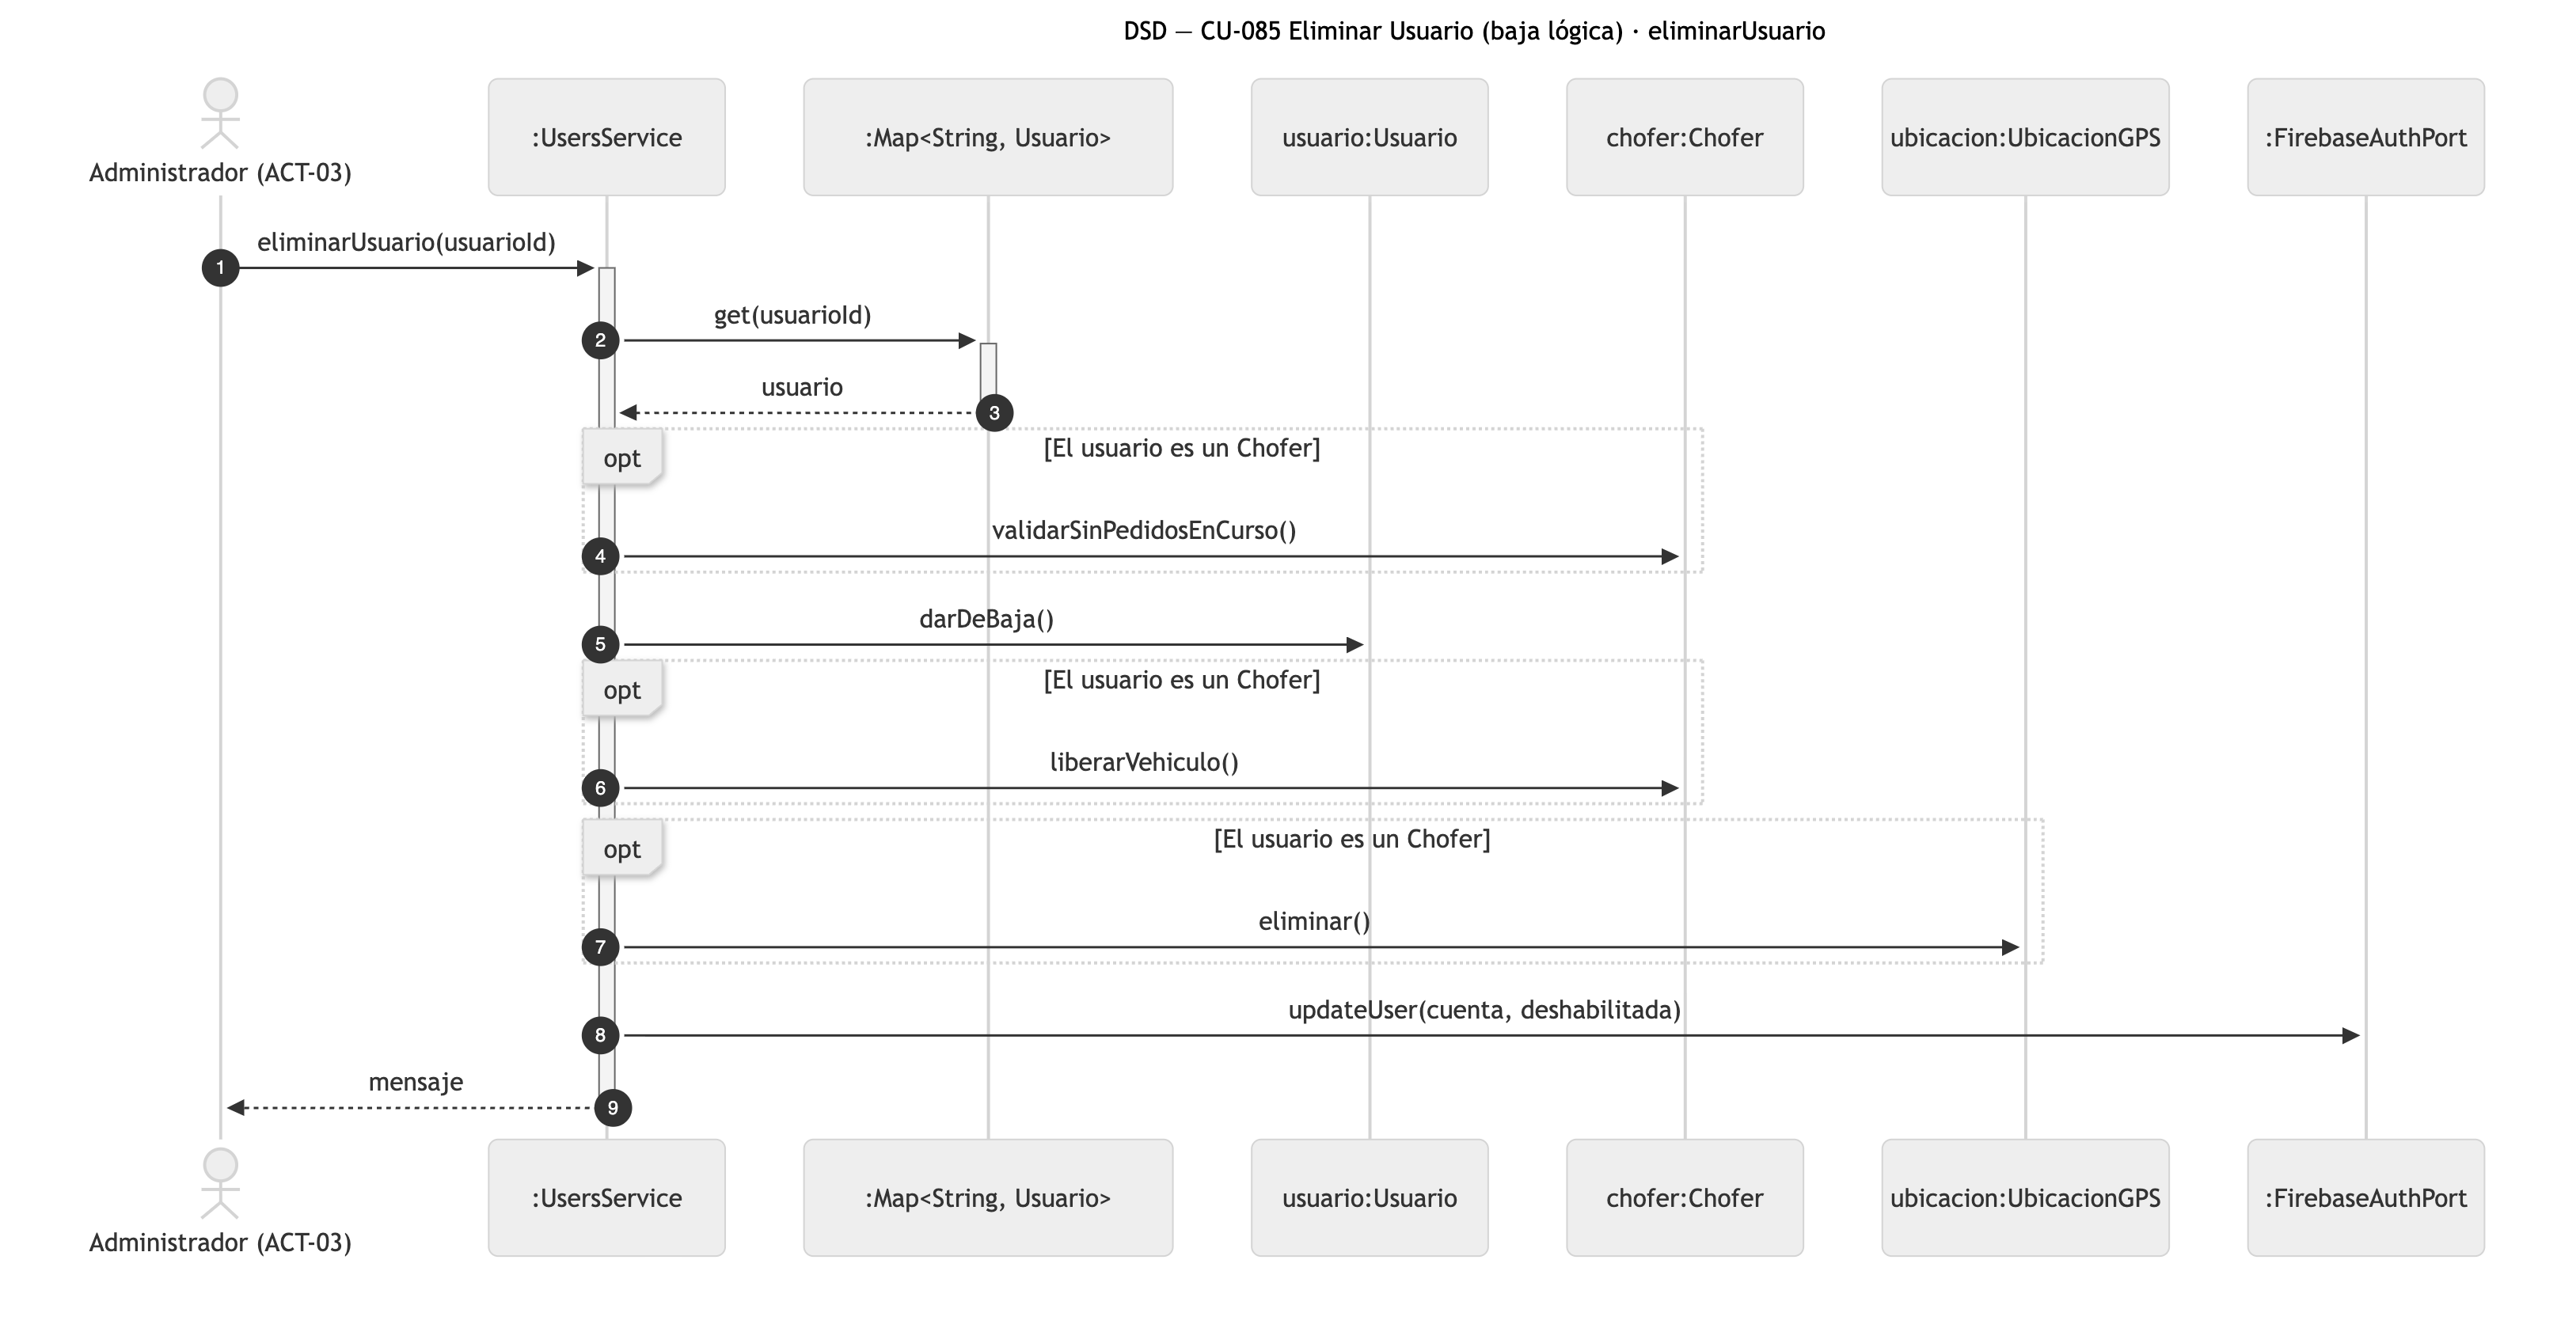 DSD — CU-085 Eliminar Usuario (baja lógica) · eliminarUsuario
Administrador (ACT-03)
:UsersService
:Map<String, Usuario>
usuario:Usuario
chofer:Chofer
ubicacion:UbicacionGPS
:FirebaseAuthPort
eliminarUsuario(usuarioId)
1
get(usuarioId)
2
usuario
3
opt
[El usuario es un Chofer]
validarSinPedidosEnCurso()
4
darDeBaja()
5
opt
[El usuario es un Chofer]
liberarVehiculo()
6
opt
[El usuario es un Chofer]
eliminar()
7
updateUser(cuenta, deshabilitada)
8
mensaje
9
Administrador (ACT-03)
:UsersService
:Map<String, Usuario>
usuario:Usuario
chofer:Chofer
ubicacion:UbicacionGPS
:FirebaseAuthPort